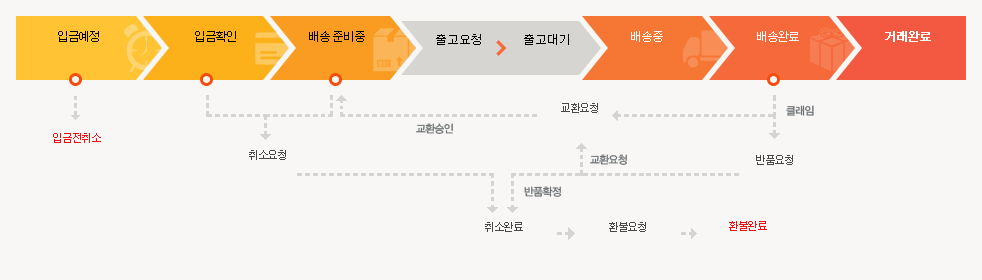 입금예정
입금확인
배송 준비중
출고요청
출고대기
배송중
배송완료
거래완료
교환요청
클래임
교환승인
입금전취소
취소요청
교환요청
반품요청
반품확정
취소완료
환불요청
환불완료